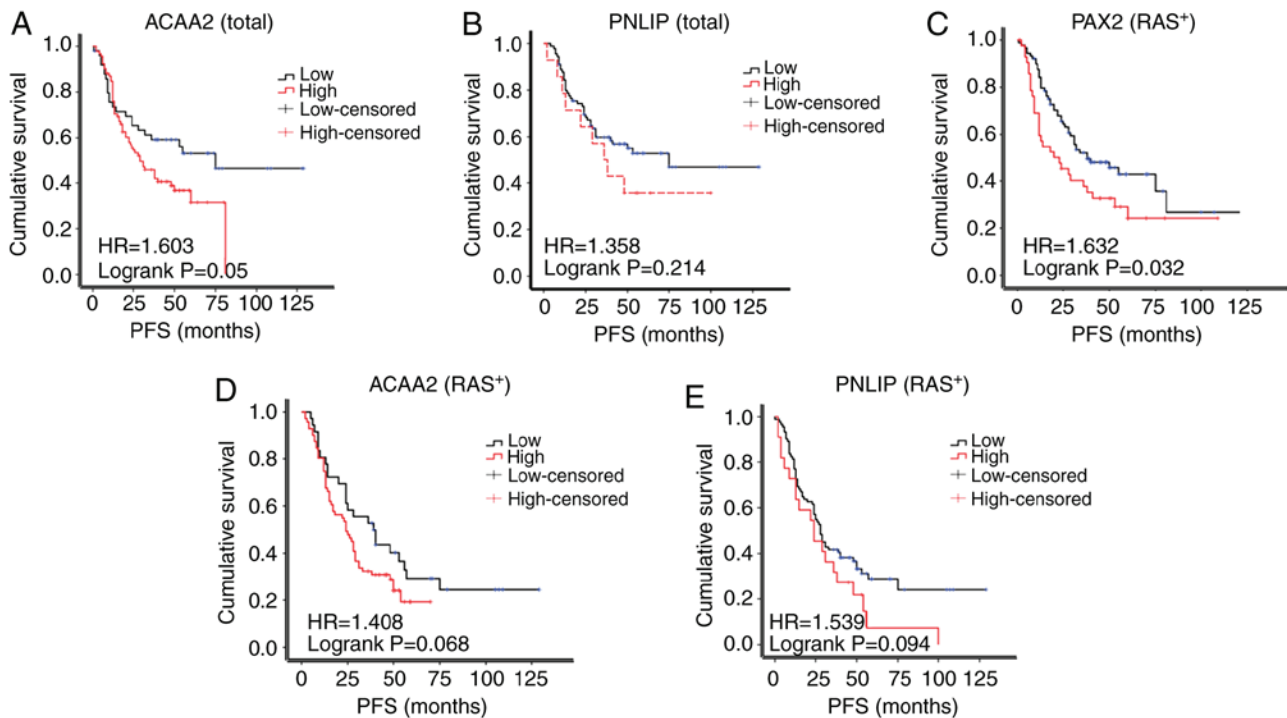 A
ACAA2 (total)
Cumulative survival
1.0
0.8
0.6
0.4
0.2
0.0
Low
High
Low-censored
High-censored
HR=1.603
Logrank P=0.05
0 25 50 75 100 125
PFS (months)
B
PNLIP (total)
Cumulative survival
1.0
0.8
0.6
0.4
0.2
0.0
Low
High
Low-censored
High-censored
HR=1.358
Logrank P=0.214
0 25 50 75 100 125
PFS (months)
C
PAX2 (RAS⁺)
Cumulative survival
1.0
0.8
0.6
0.4
0.2
0.0
Low
High
Low-censored
High-censored
HR=1.632
Logrank P=0.032
0 25 50 75 100 125
PFS (months)
D
ACAA2 (RAS⁺)
Cumulative survival
1.0
0.8
0.6
0.4
0.2
0.0
Low
High
Low-censored
High-censored
HR=1.408
Logrank P=0.068
0 25 50 75 100 125
PFS (months)
E
PNLIP (RAS⁺)
Cumulative survival
1.0
0.8
0.6
0.4
0.2
0.0
Low
High
Low-censored
High-censored
HR=1.539
Logrank P=0.094
0 25 50 75 100 125
PFS (months)